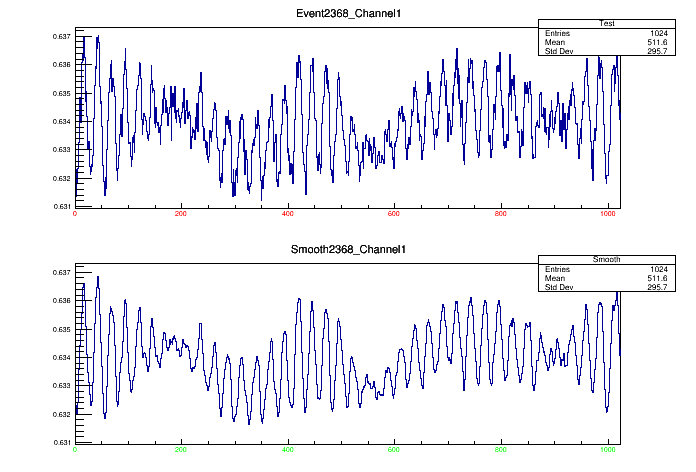 Event2368_Channel1
Test
Entries 1024
Mean 511.6
Std Dev 295.7
0.637
0.636
0.635
0.634
0.633
0.632
0.631
0 200 400 600 800 1000
Smooth2368_Channel1
Smooth
Entries 1024
Mean 511.6
Std Dev 295.7
0.637
0.636
0.635
0.634
0.633
0.632
0.631
0 200 400 600 800 1000